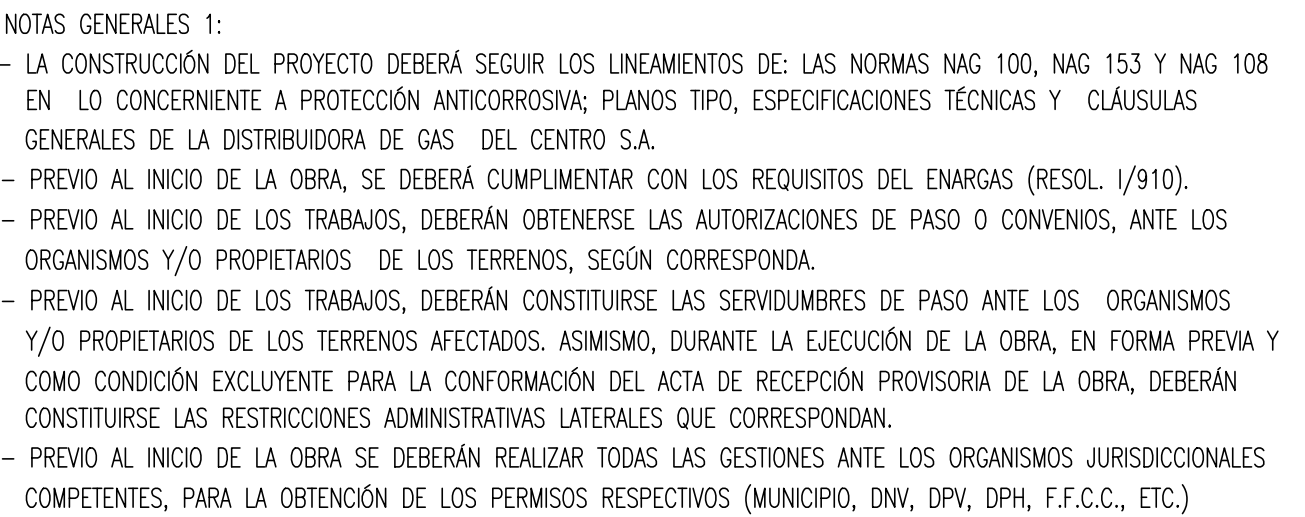 NOTAS GENERALES 1:
– LA CONSTRUCCIÓN DEL PROYECTO DEBERÁ SEGUIR LOS LINEAMIENTOS DE: LAS NORMAS NAG 100, NAG 153 Y NAG 108
EN LO CONCERNIENTE A PROTECCIÓN ANTICORROSIVA; PLANOS TIPO, ESPECIFICACIONES TÉCNICAS Y CLÁUSULAS
GENERALES DE LA DISTRIBUIDORA DE GAS DEL CENTRO S.A.
– PREVIO AL INICIO DE LA OBRA, SE DEBERÁ CUMPLIMENTAR CON LOS REQUISITOS DEL ENARGAS (RESOL. I/910).
– PREVIO AL INICIO DE LOS TRABAJOS, DEBERÁN OBTENERSE LAS AUTORIZACIONES DE PASO O CONVENIOS, ANTE LOS
ORGANISMOS Y/O PROPIETARIOS DE LOS TERRENOS, SEGÚN CORRESPONDA.
– PREVIO AL INICIO DE LOS TRABAJOS, DEBERÁN CONSTITUIRSE LAS SERVIDUMBRES DE PASO ANTE LOS ORGANISMOS
Y/O PROPIETARIOS DE LOS TERRENOS AFECTADOS. ASIMISMO, DURANTE LA EJECUCIÓN DE LA OBRA, EN FORMA PREVIA Y
COMO CONDICIÓN EXCLUYENTE PARA LA CONFORMACIÓN DEL ACTA DE RECEPCIÓN PROVISORIA DE LA OBRA, DEBERÁN
CONSTITUIRSE LAS RESTRICCIONES ADMINISTRATIVAS LATERALES QUE CORRESPONDAN.
– PREVIO AL INICIO DE LA OBRA SE DEBERÁN REALIZAR TODAS LAS GESTIONES ANTE LOS ORGANISMOS JURISDICCIONALES
COMPETENTES, PARA LA OBTENCIÓN DE LOS PERMISOS RESPECTIVOS (MUNICIPIO, DNV, DPV, DPH, F.F.C.C., ETC.)